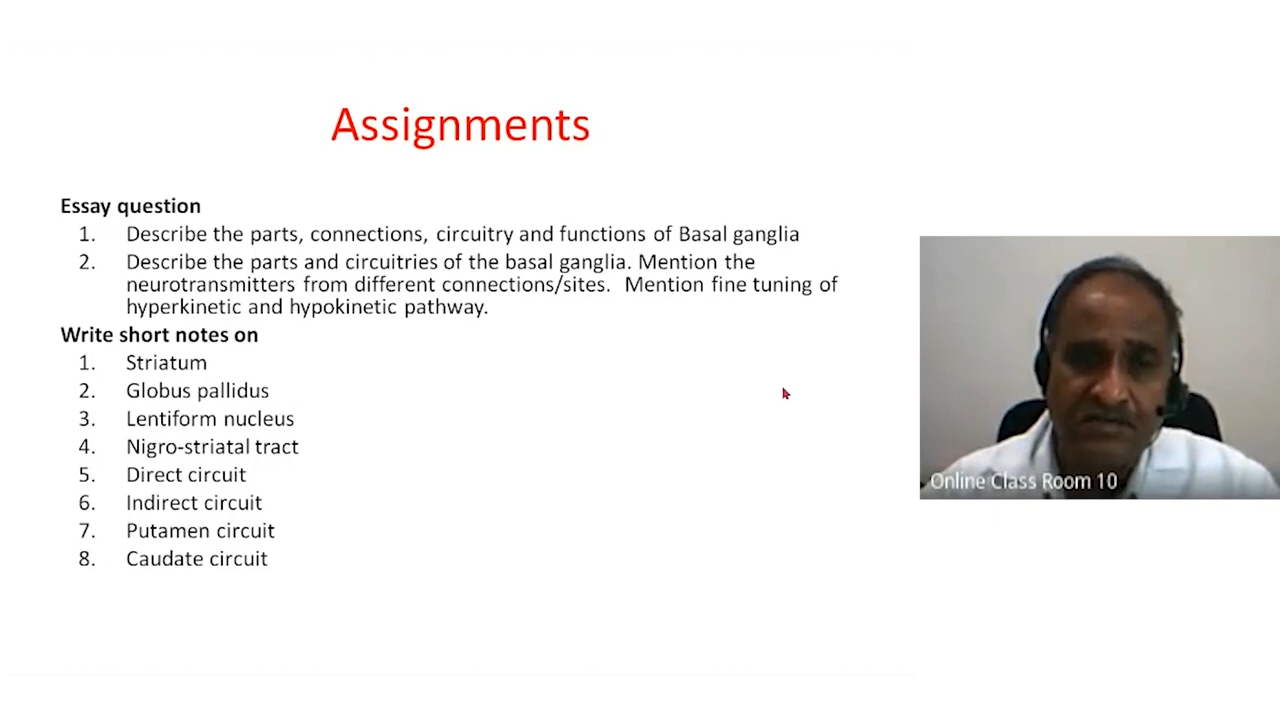 Assignments
Essay question
1. Describe the parts, connections, circuitry and functions of Basal ganglia
2. Describe the parts and circuitries of the basal ganglia. Mention the
neurotransmitters from different connections/sites. Mention fine tuning of
hyperkinetic and hypokinetic pathway.
Write short notes on
1. Striatum
2. Globus pallidus
3. Lentiform nucleus
4. Nigro-striatal tract
5. Direct circuit
6. Indirect circuit
7. Putamen circuit
8. Caudate circuit
Online Class Room 10